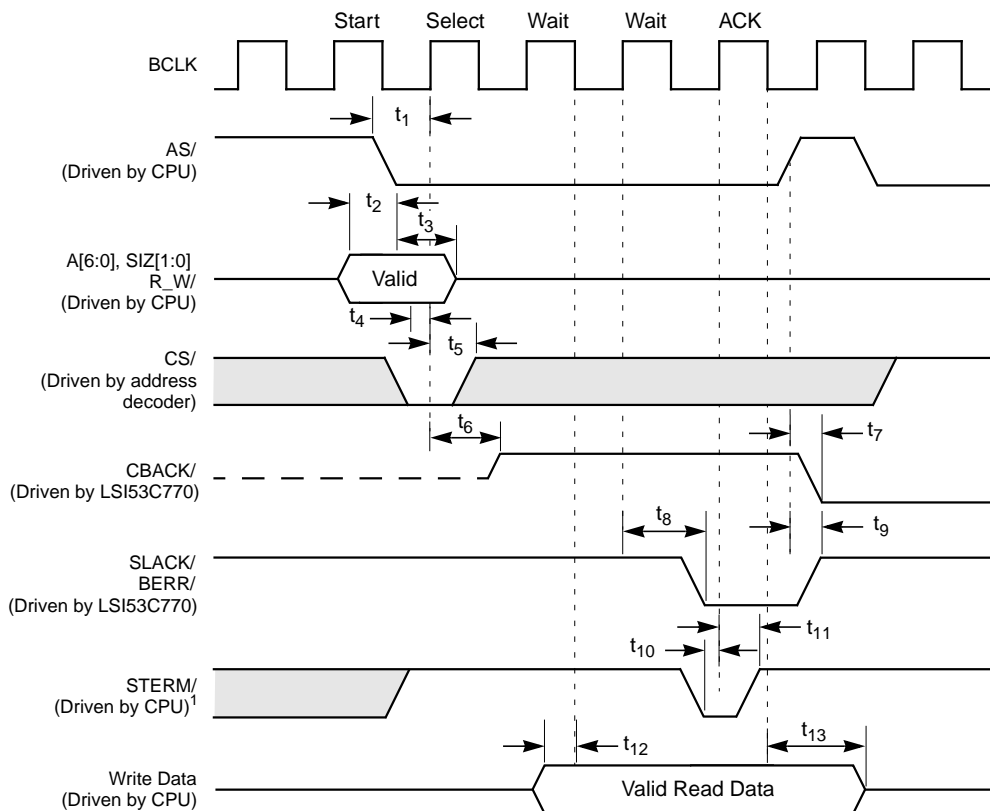 Start Select Wait Wait ACK
BCLK
t1
AS/
(Driven by CPU)
t2
t3
A[6:0], SIZ[1:0]
R_W/
(Driven by CPU)
Valid
t4
t5
CS/
(Driven by address
decoder)
t6
t7
CBACK/
(Driven by LSI53C770)
t8
t9
SLACK/
BERR/
(Driven by LSI53C770)
t10
t11
STERM/
(Driven by CPU)1
t12
t13
Write Data
(Driven by CPU)
Valid Read Data